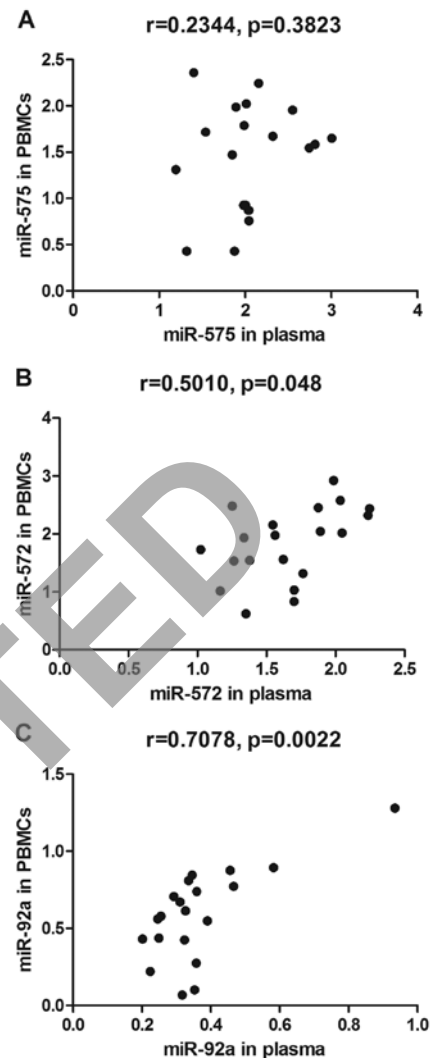 A
r=0.2344, p=0.3823
miR-575 in PBMCs
2.5
2.0
1.5
1.0
0.5
0.0
0 1 2 3 4
miR-575 in plasma
B
r=0.5010, p=0.048
miR-572 in PBMCs
4
3
2
1
0
0.0 0.5 1.0 1.5 2.0 2.5
miR-572 in plasma
C
r=0.7078, p=0.0022
miR-92a in PBMCs
1.5
1.0
0.5
0.0
0.0 0.2 0.4 0.6 0.8 1.0
miR-92a in plasma
TED